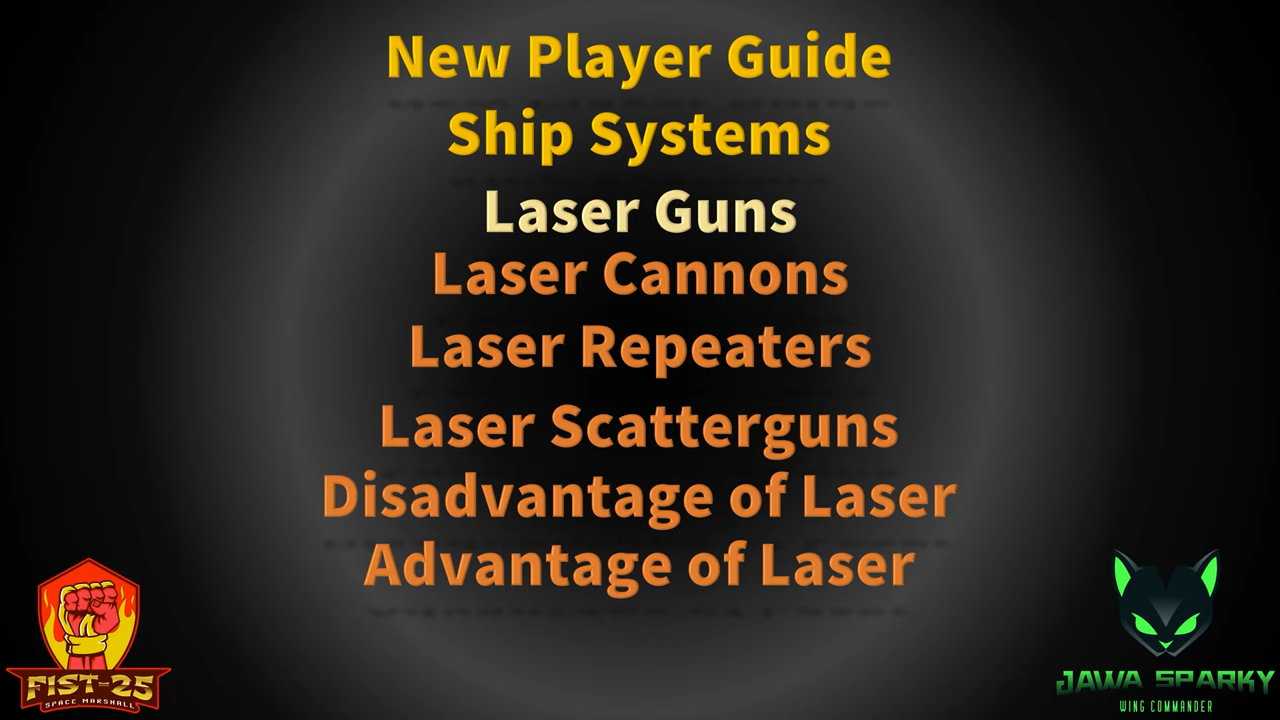 New Player Guide
Ship Systems
Laser Guns
Laser Cannons
Laser Repeaters
Laser Scatterguns
Disadvantage of Laser
Advantage of Laser
FIST-25
SPACE MARSHALL
JAWA SPARKY
WING COMMANDER